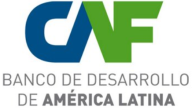 CAF
BANCO DE DESARROLLO
DE AMÉRICA LATINA